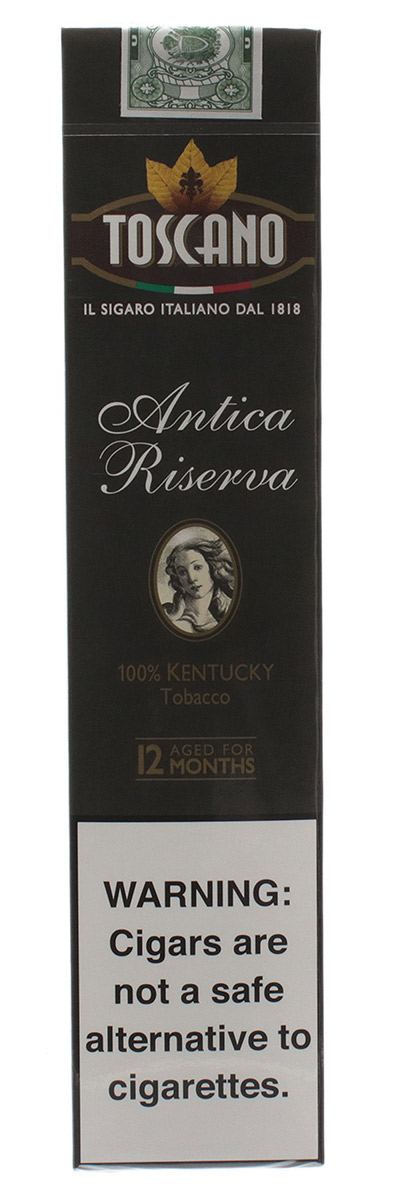 TOSCANO
IL SIGARO ITALIANO DAL 1818
Antica
Riserva
100% KENTUCKY
Tobacco
12 AGED FOR
MONTHS
WARNING:
Cigars are
not a safe
alternative to
cigarettes.